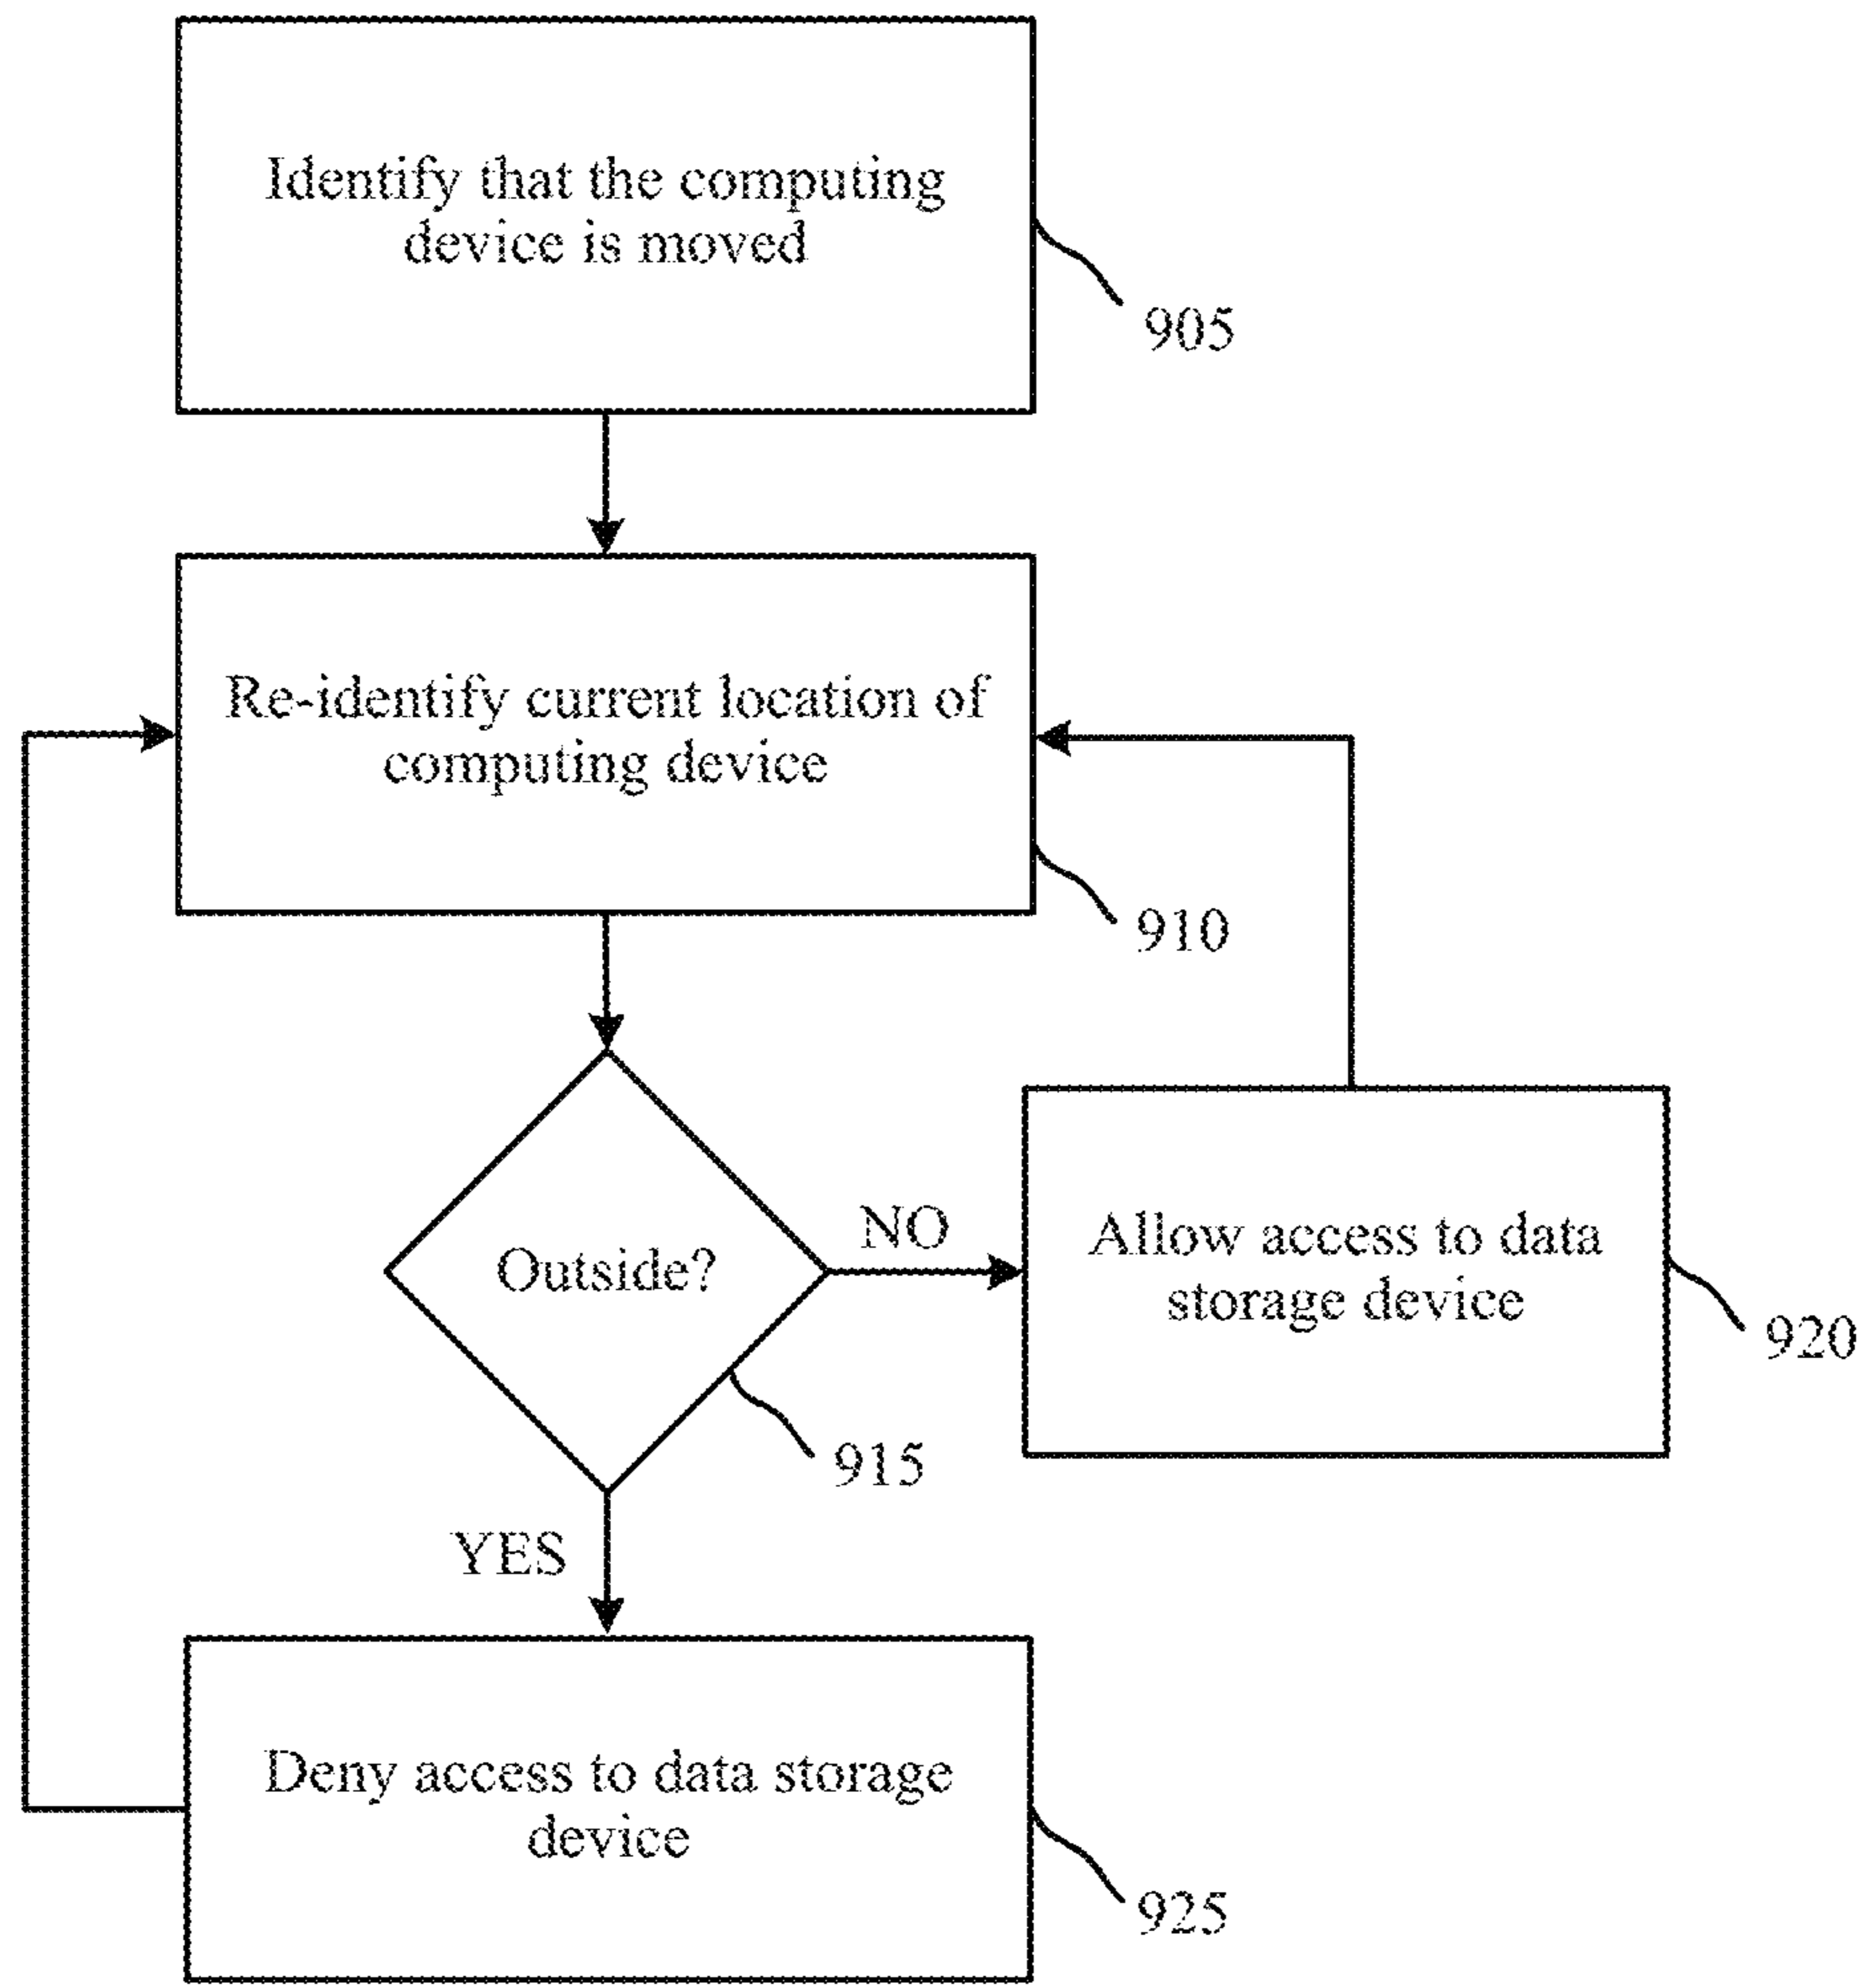 Identify that the computing
device is moved
905
Re-identify current location of
computing device
910
Outside?
NO
Allow access to data
storage device
920
915
YES
Deny access to data storage
device
925